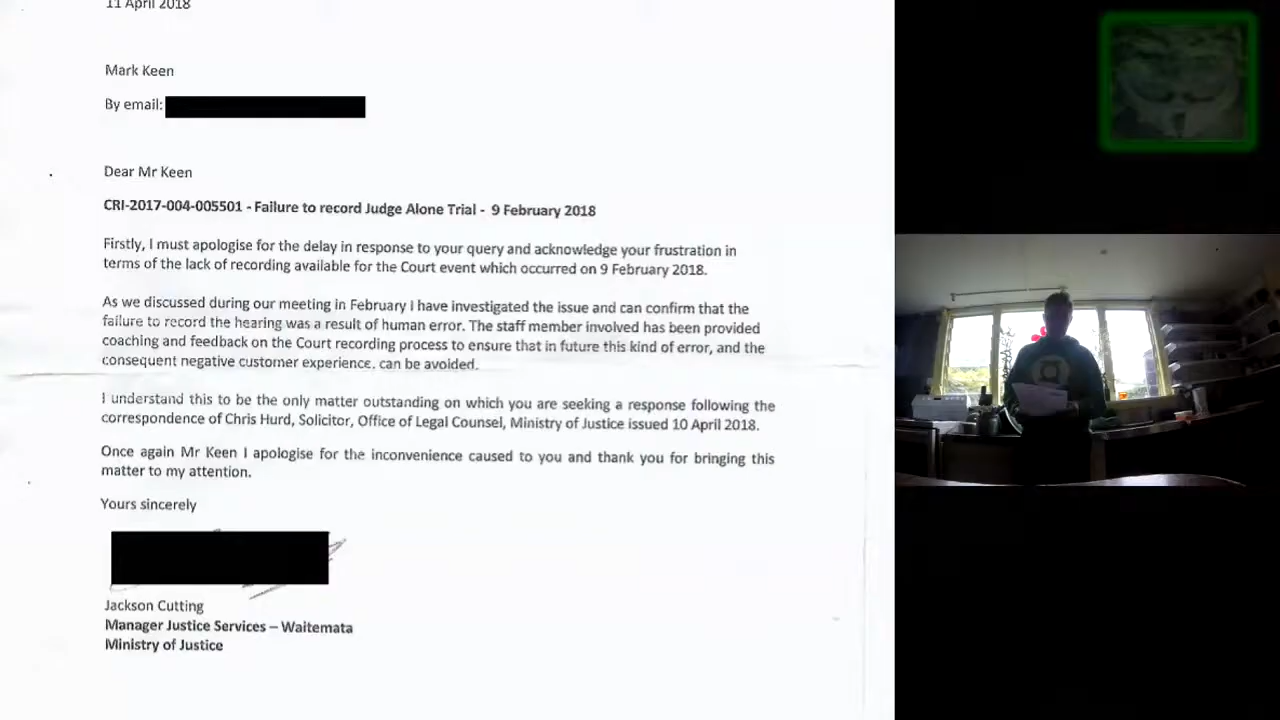 11 April 2018
Mark Keen
By email:
Dear Mr Keen
CRI-2017-004-005501 - Failure to record Judge Alone Trial - 9 February 2018
Firstly, I must apologise for the delay in response to your query and acknowledge your frustration in
terms of the lack of recording available for the Court event which occurred on 9 February 2018.
As we discussed during our meeting in February I have investigated the issue and can confirm that the
failure to record the hearing was a result of human error. The staff member involved has been provided
coaching and feedback on the Court recording process to ensure that in future this kind of error, and the
consequent negative customer experience, can be avoided.
I understand this to be the only matter outstanding on which you are seeking a response following the
correspondence of Chris Hurd, Solicitor, Office of Legal Counsel, Ministry of Justice issued 10 April 2018.
Once again Mr Keen I apologise for the inconvenience caused to you and thank you for bringing this
matter to my attention.
Yours sincerely
Jackson Cutting
Manager Justice Services – Waitemata
Ministry of Justice